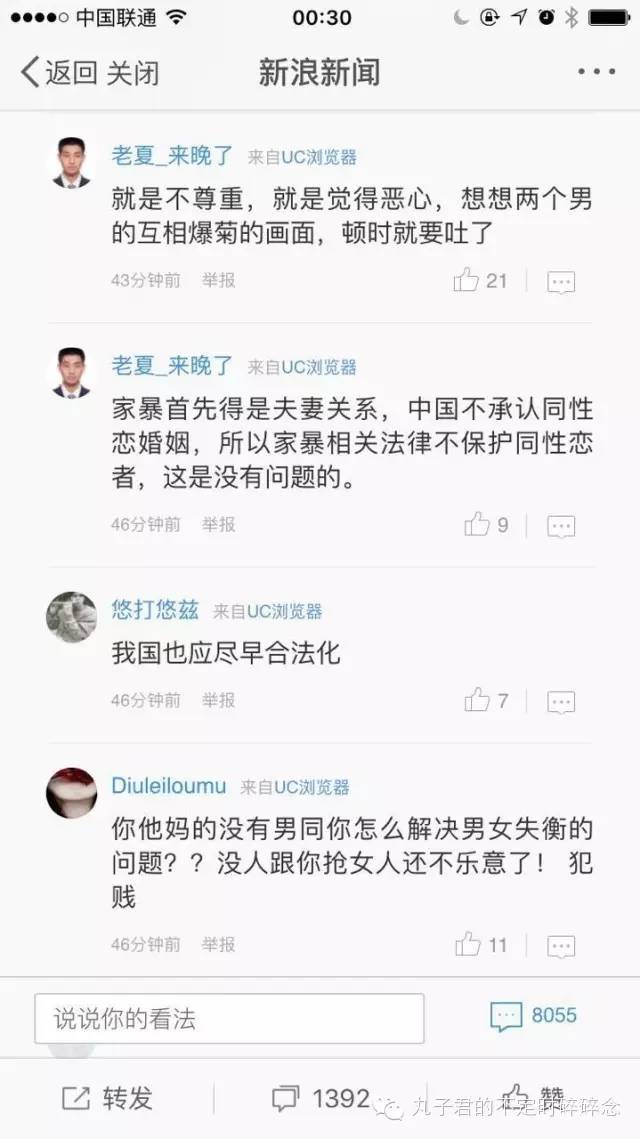 中国联通
00:30
返回 关闭
新浪新闻
老夏_来晚了 来自UC浏览器
就是不尊重，就是觉得恶心，想想两个男
的互相爆菊的画面，顿时就要吐了
43分钟前 举报
21
老夏_来晚了 来自UC浏览器
家暴首先得是夫妻关系，中国不承认同性
恋婚姻，所以家暴相关法律不保护同性恋
者，这是没有问题的。
46分钟前 举报
9
悠打悠兹 来自UC浏览器
我国也应尽早合法化
46分钟前 举报
7
Diuleiloumu 来自UC浏览器
你他妈的没有男同你怎么解决男女失衡的
问题？？没人跟你抢女人还不乐意了！ 犯
贱
46分钟前 举报
11
说说你的看法
8055
转发
1392
赞
九子君的不定时碎碎念